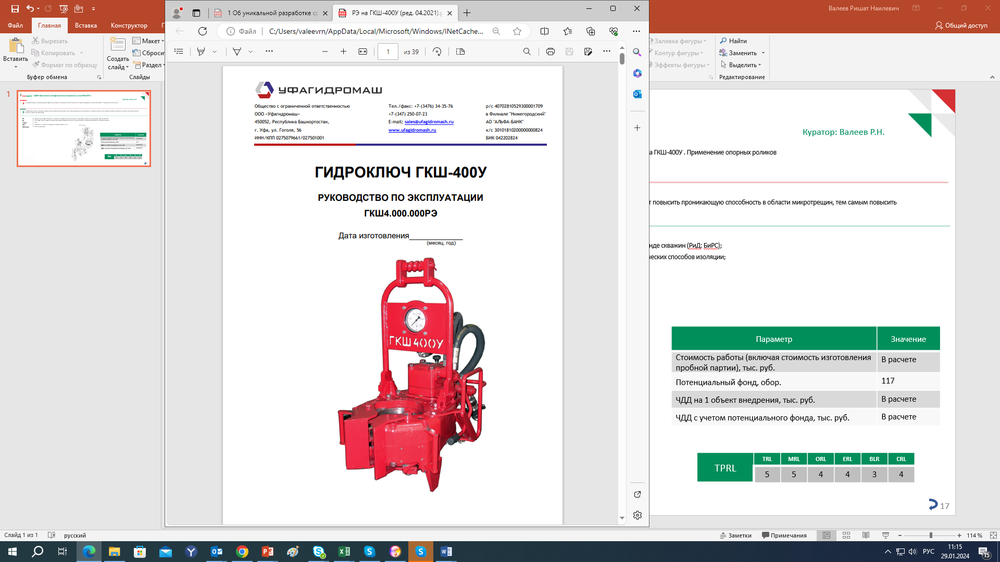 Валеев Ришат Наилевич
Файл
Главная
Вставка
Конструктор
Общий доступ
Вставить
Вырезать
Копировать
Формат по образцу
Буфер обмена
Создать
слайд
Макет
Сбросить
Раздел
Слайды
Заливка фигуры
Контур фигуры
Эффекты фигуры
Найти
Заменить
Выделить
Редактирование
1 Об уникальной разработке ср
РЭ на ГКШ-400У (ред. 04.2021).p
Файл
C:/Users/valeevrn/AppData/Local/Microsoft/Windows/INetCache...
1 из 39
УФАГИДРОМАШ
Общество с ограниченной ответственностью
ООО «Уфагидромаш»
450052, Республика Башкортостан,
г. Уфа, ул. Гоголя, 56
ИНН/КПП 0275079661/027501001
Тел./факс: +7-(3476) 34-35-76
+7-(347) 250-07-23
E-mail: sales@ufagidromash.ru
www.ufagidromash.ru
р/с 40702810529300001709
в Филиале "Нижегородский"
АО "АЛЬФА-БАНК"
к/с 30101810200000000824
БИК 042202824
ГИДРОКЛЮЧ ГКШ-400У
РУКОВОДСТВО ПО ЭКСПЛУАТАЦИИ
ГКШ4.000.000РЭ
Дата изготовления____________
(месяц, год)
ГКШ400У
1
Куратор: Валеев Р.Н.
а ГКШ-400У . Применение опорных роликов
т повысить проникающую способность в области микротрещин, тем самым повысить
нде скважин (РиД: БиРС);
ческих способов изоляции;
Параметр Значение
Стоимость работы (включая стоимость изготовления
пробной партии), тыс. руб. В расчете
Потенциальный фонд, обор. 117
ЧДД на 1 объект внедрения, тыс. руб. В расчете
ЧДД с учетом потенциального фонда, тыс. руб. В расчете
TPRL
TRL MRL ORL ERL BLR CRL
5 5 4 4 3 4
17
Слайд 1 из 1
русский
Заметки
Примечания
114 %
РУС
11:15
29.01.2024
15